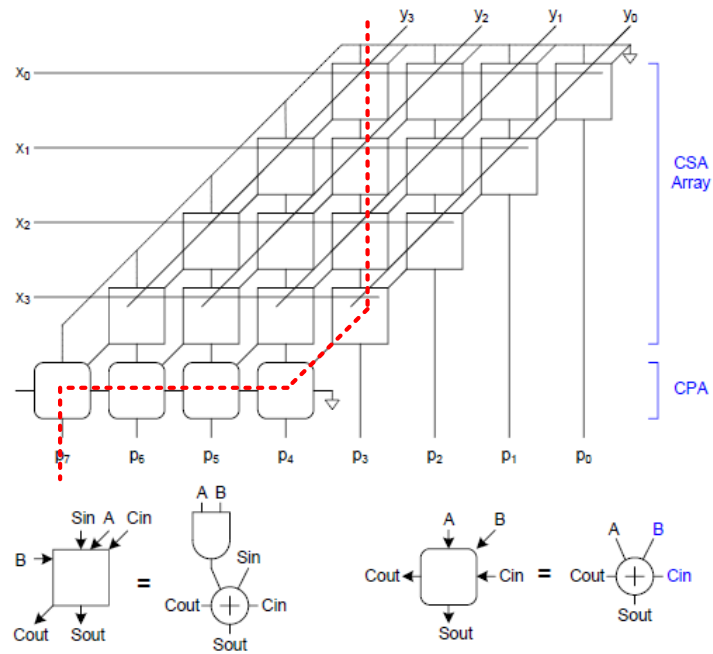 y3 y2 y1 y0
x0
x1
CSA
Array
x2
x3
CPA
p7 p6 p5 p4 p3 p2 p1 p0
A B
Sin A Cin
Sin
B
=
Cout + Cin
Cout Sout
Sout
A B
Cout Cin
=
Sout
A B
Cout + Cin
Sout